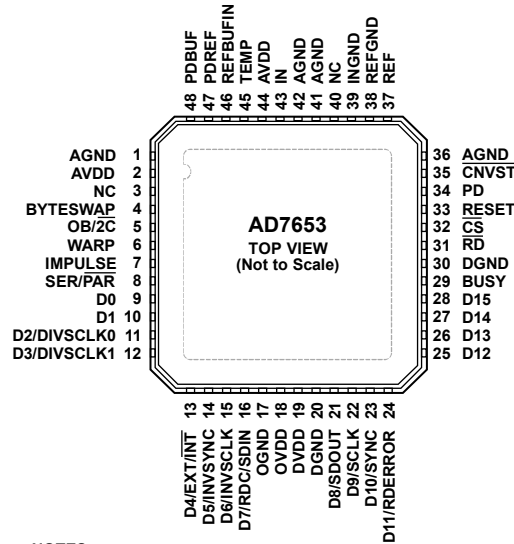 48 PDBUF
47 PDREF
46 REFBUFIN
45 TEMP
44 AVDD
43 IN
42 AGND
41 AGND
40 NC
39 INGND
38 REFGND
37 REF
AGND 1
AVDD 2
NC 3
BYTESWAP 4
OB/2C 5
WARP 6
IMPULSE 7
SER/PAR 8
D0 9
D1 10
D2/DIVSCLK0 11
D3/DIVSCLK1 12
AD7653
TOP VIEW
(Not to Scale)
36 AGND
35 CNVST
34 PD
33 RESET
32 CS
31 RD
30 DGND
29 BUSY
28 D15
27 D14
26 D13
25 D12
D4/EXT/INT 13
D5/INVSYNC 14
D6/INVSCLK 15
D7/RDC/SDIN 16
OGND 17
OVDD 18
DVDD 19
DGND 20
D8/SDOUT 21
D9/SCLK 22
D10/SYNC 23
D11/RDERROR 24